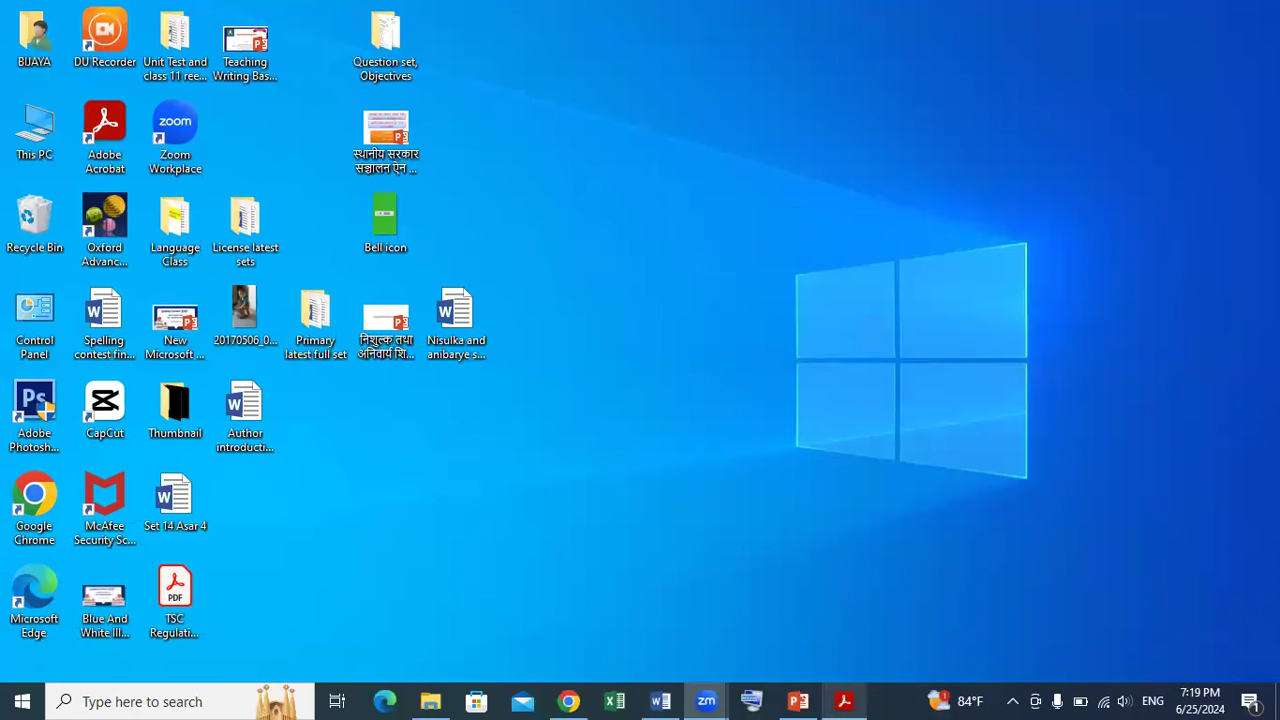 BIJAYA
DU Recorder
Unit Test and
class 11 ree...
Teaching
Writing Bas...
Question set,
Objectives
This PC
Adobe
Acrobat
zoom
Zoom
Workplace
स्थानीय सरकार
सञ्चालन ऐन ...
Recycle Bin
Oxford
Advanc...
Language
Class
License latest
sets
Bell icon
Control
Panel
Spelling
contest fin...
New
Microsoft ...
20170506_0...
Primary
latest full set
निशुल्क तथा
अनिवार्य शि...
Nisulka and
anibarye s...
Ps
Adobe
Photosh...
CapCut
Thumbnail
Author
introducti...
Google
Chrome
McAfee
Security Sc...
Set 14 Asar 4
Microsoft
Edge
Blue And
White Ill...
PDF
TSC
Regulati...
Type here to search
zm
84°F
ENG
7:19 PM
6/25/2024
1